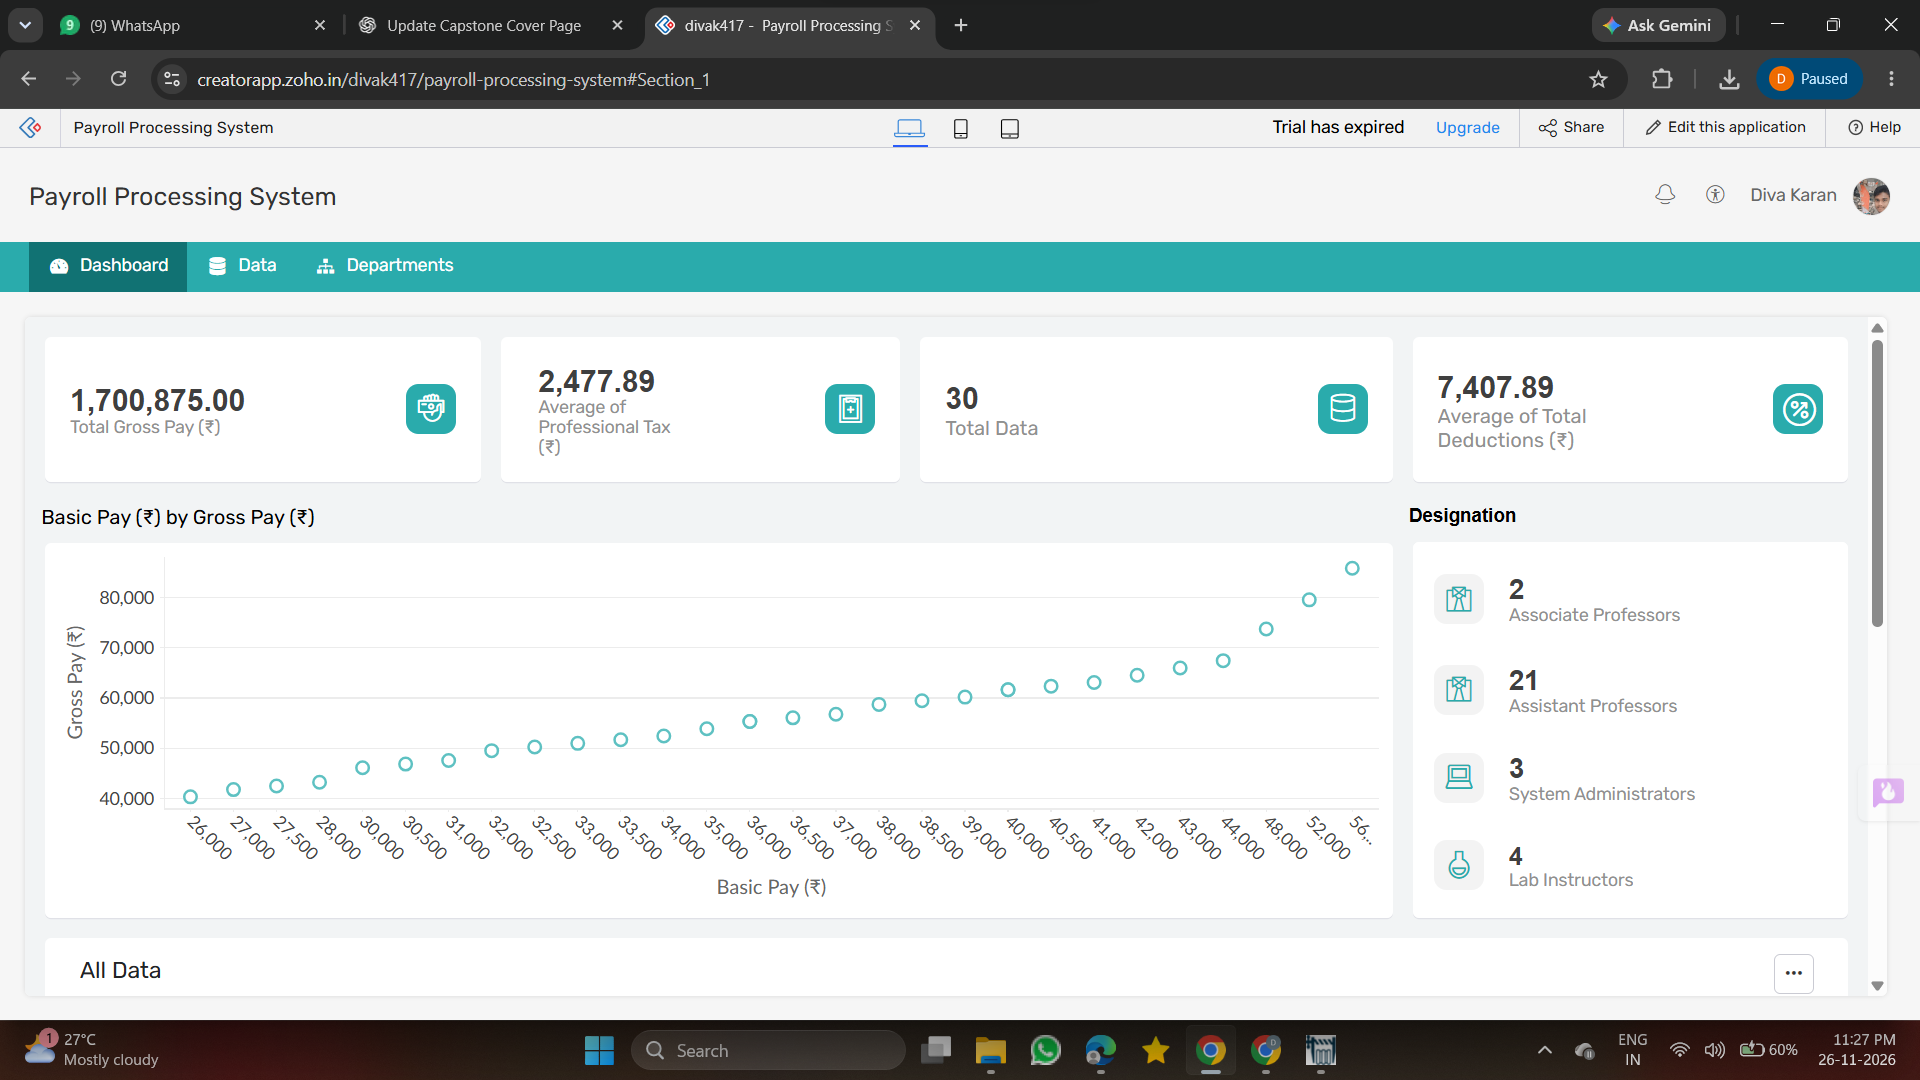 9
(9) WhatsApp
Update Capstone Cover Page
divak417 - Payroll Processing S
Ask Gemini
creatorapp.zoho.in/divak417/payroll-processing-system#Section_1
D
Paused
Payroll Processing System
Trial has expired
Upgrade
Share
Edit this application
Help
Payroll Processing System
Diva Karan
Dashboard
Data
Departments
1,700,875.00
Total Gross Pay (₹)
2,477.89
Average of
Professional Tax
(₹)
30
Total Data
7,407.89
Average of Total
Deductions (₹)
Basic Pay (₹) by Gross Pay (₹)
Gross Pay (₹)
80,000
70,000
60,000
50,000
40,000
26,000
27,000
27,500
28,000
30,000
30,500
31,000
32,000
32,500
33,000
33,500
34,000
35,000
36,000
36,500
37,000
38,000
38,500
39,000
40,000
40,500
41,000
42,000
43,000
44,000
48,000
52,000
56...
Basic Pay (₹)
Designation
2
Associate Professors
21
Assistant Professors
3
System Administrators
4
Lab Instructors
All Data
1
27°C
Mostly cloudy
Search
D
ENG
IN
60%
11:27 PM
26-11-2026